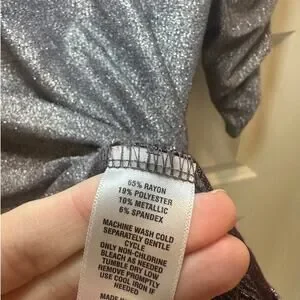 65% RAYON
19% POLYESTER
10% METALLIC
6% SPANDEX
MACHINE WASH COLD
SEPARATELY GENTLE
CYCLE
ONLY NON-CHLORINE
BLEACH AS NEEDED
TUMBLE DRY LOW
REMOVE PROMPTLY
USE COOL IRON IF
NEEDED
MADE